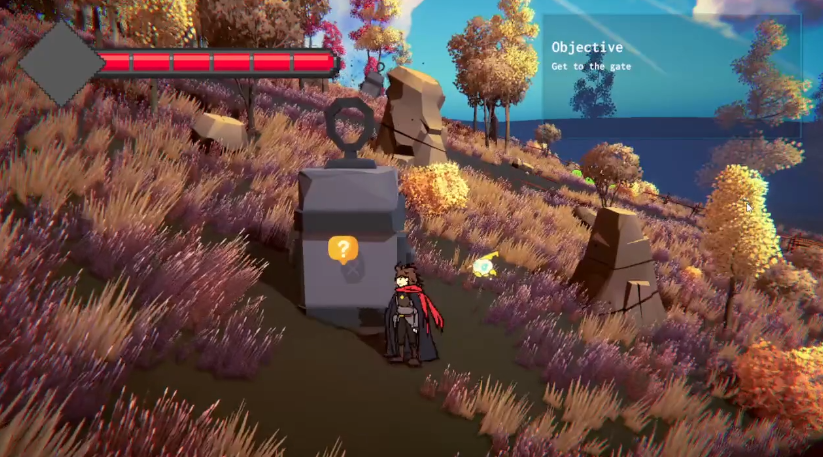 Objective
Get to the gate
?